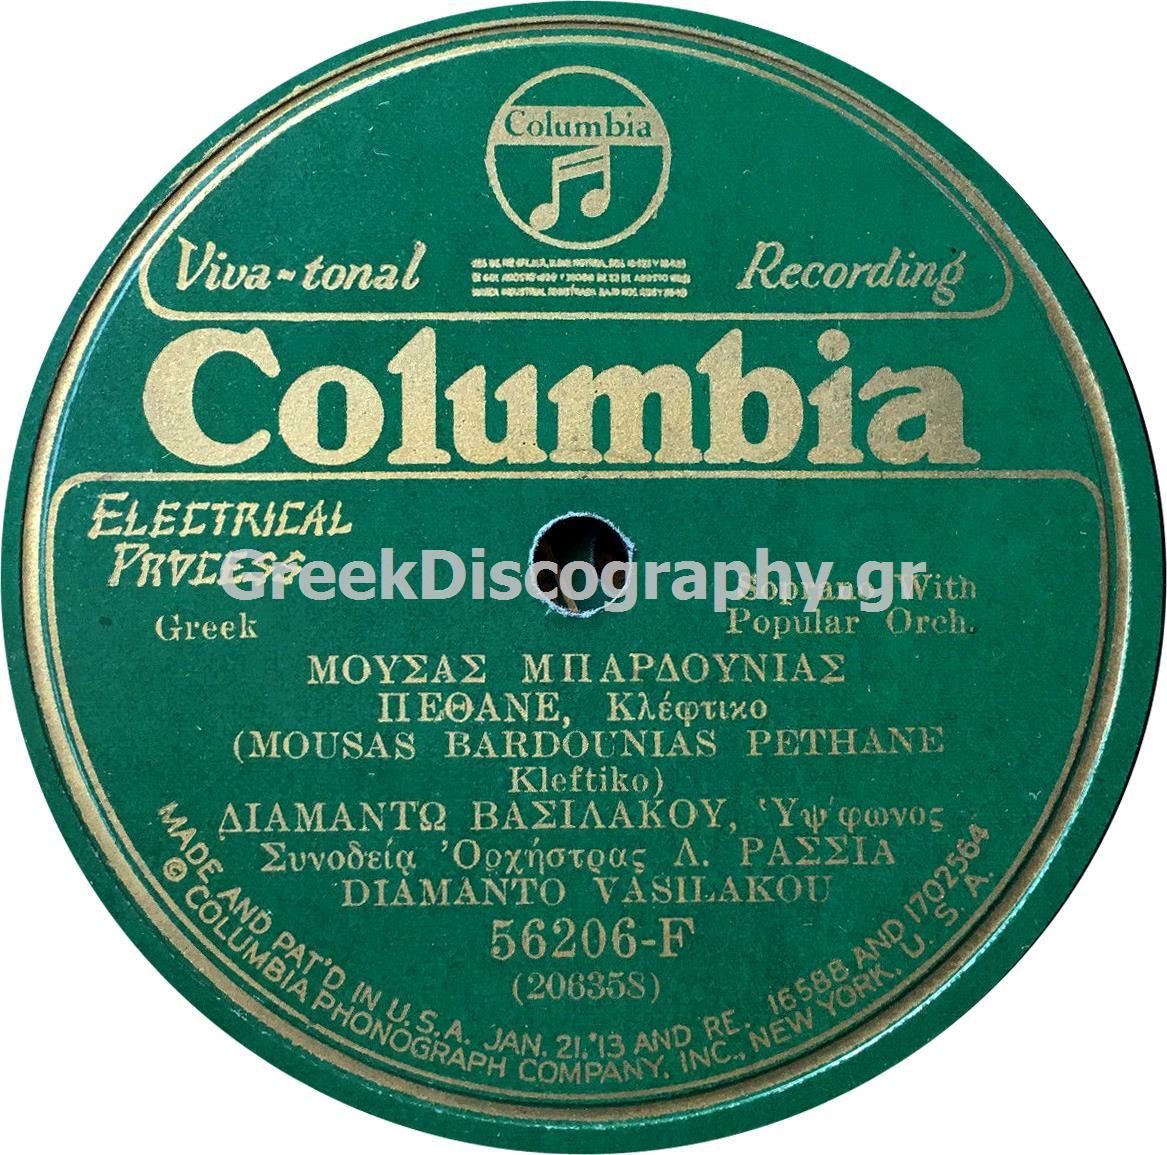 Columbia
Viva-tonal
Recording
Columbia
ELECTRICAL
PROCESS
GreekDiscography.gr
Greek
Soprano With
Popular Orch.
ΜΟΥΣΑΣ ΜΠΑΡΔΟΥΝΙΑΣ
ΠΕΘΑΝΕ, Κλέφτικο
(MOUSAS BARDOUNIAS PETHANE
Kleftiko)
ΔΙΑΜΑΝΤΩ ΒΑΣΙΛΑΚΟΥ, Ὑψίφωνος
Συνοδεία Ὀρχήστρας Λ. ΡΑΣΣΙΑ
DIAMANTO VASILAKOU
56206-F
(206358)
MADE AND PAT'D IN U.S.A. JAN. 21,'13 AND RE. 16588 AND 1702564
© COLUMBIA PHONOGRAPH COMPANY, INC., NEW YORK, U.S.A.